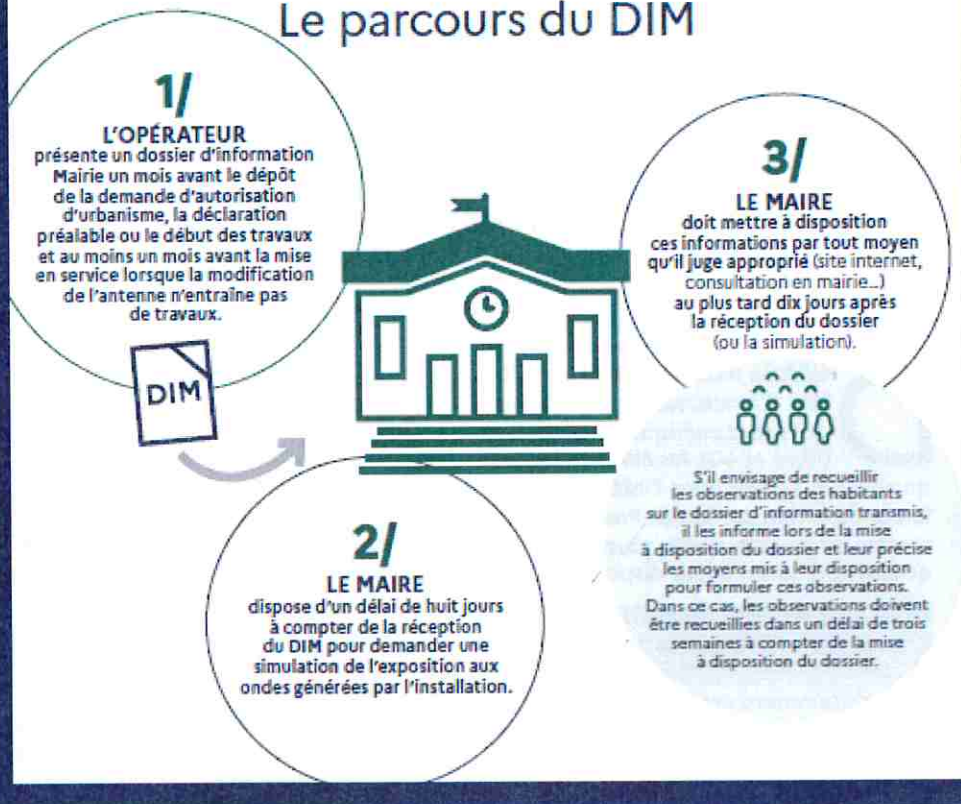 Le parcours du DIM
1/
L'OPÉRATEUR
présente un dossier d'information
Mairie un mois avant le dépôt
de la demande d'autorisation
d'urbanisme, la déclaration
préalable ou le début des travaux
et au moins un mois avant la mise
en service lorsque la modification
de l'antenne n'entraîne pas
de travaux.
DIM
2/
LE MAIRE
dispose d'un délai de huit jours
à compter de la réception
du DIM pour demander une
simulation de l'exposition aux
ondes générées par l'installation.
3/
LE MAIRE
doit mettre à disposition
ces informations par tout moyen
qu'il juge approprié (site internet,
consultation en mairie...)
au plus tard dix jours après
la réception du dossier
(ou la simulation).
S'il envisage de recueillir
les observations des habitants
sur le dossier d'information transmis,
il les informe lors de la mise
à disposition du dossier et leur précise
les moyens mis à leur disposition
pour formuler ces observations.
Dans ce cas, les observations doivent
être recueillies dans un délai de trois
semaines à compter de la mise
à disposition du dossier.